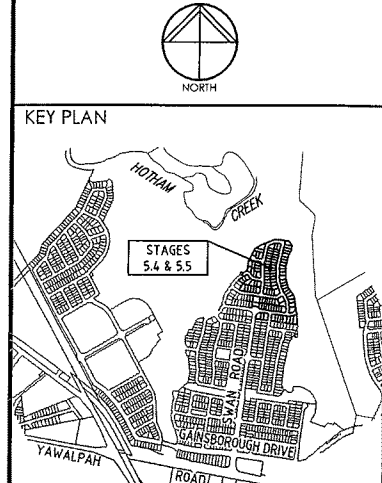 NORTH
KEY PLAN
HOTHAM
CREEK
STAGES
5.4 & 5.5
SWAN ROAD
GAINSBOROUGH DRIVE
YAWALPAH
ROAD